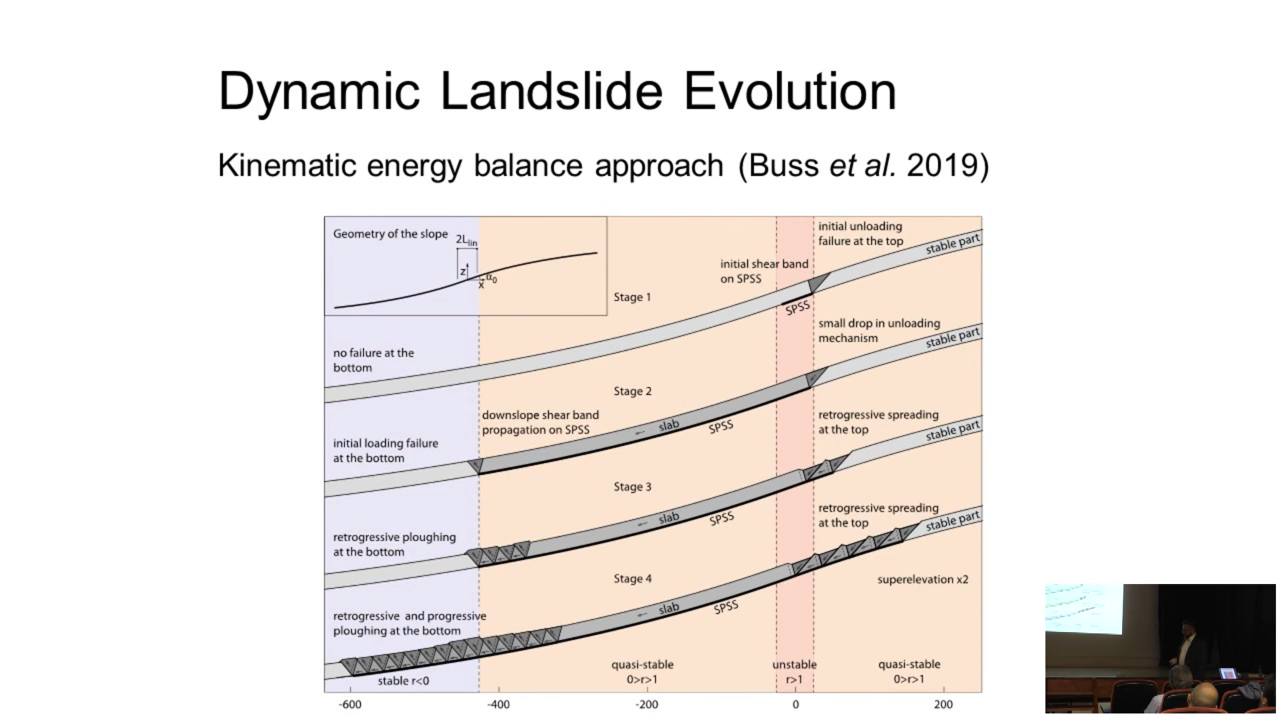 Dynamic Landslide Evolution
Kinematic energy balance approach (Buss et al. 2019)
Geometry of the slope
2Llin
z
x
α0
initial unloading
failure at the top
stable part
initial shear band
on SPSS
Stage 1
SPSS
no failure at the
bottom
small drop in unloading
mechanism
stable part
Stage 2
downslope shear band
propagation on SPSS
slab
SPSS
initial loading failure
at the bottom
retrogressive spreading
at the top
stable part
Stage 3
slab
SPSS
retrogressive ploughing
at the bottom
retrogressive spreading
at the top
stable part
Stage 4
superelevation x2
slab
SPSS
retrogressive and progressive
ploughing at the bottom
stable r<0
quasi-stable
0>r>1
unstable
r>1
quasi-stable
0>r>1
-600
-400
-200
0
200